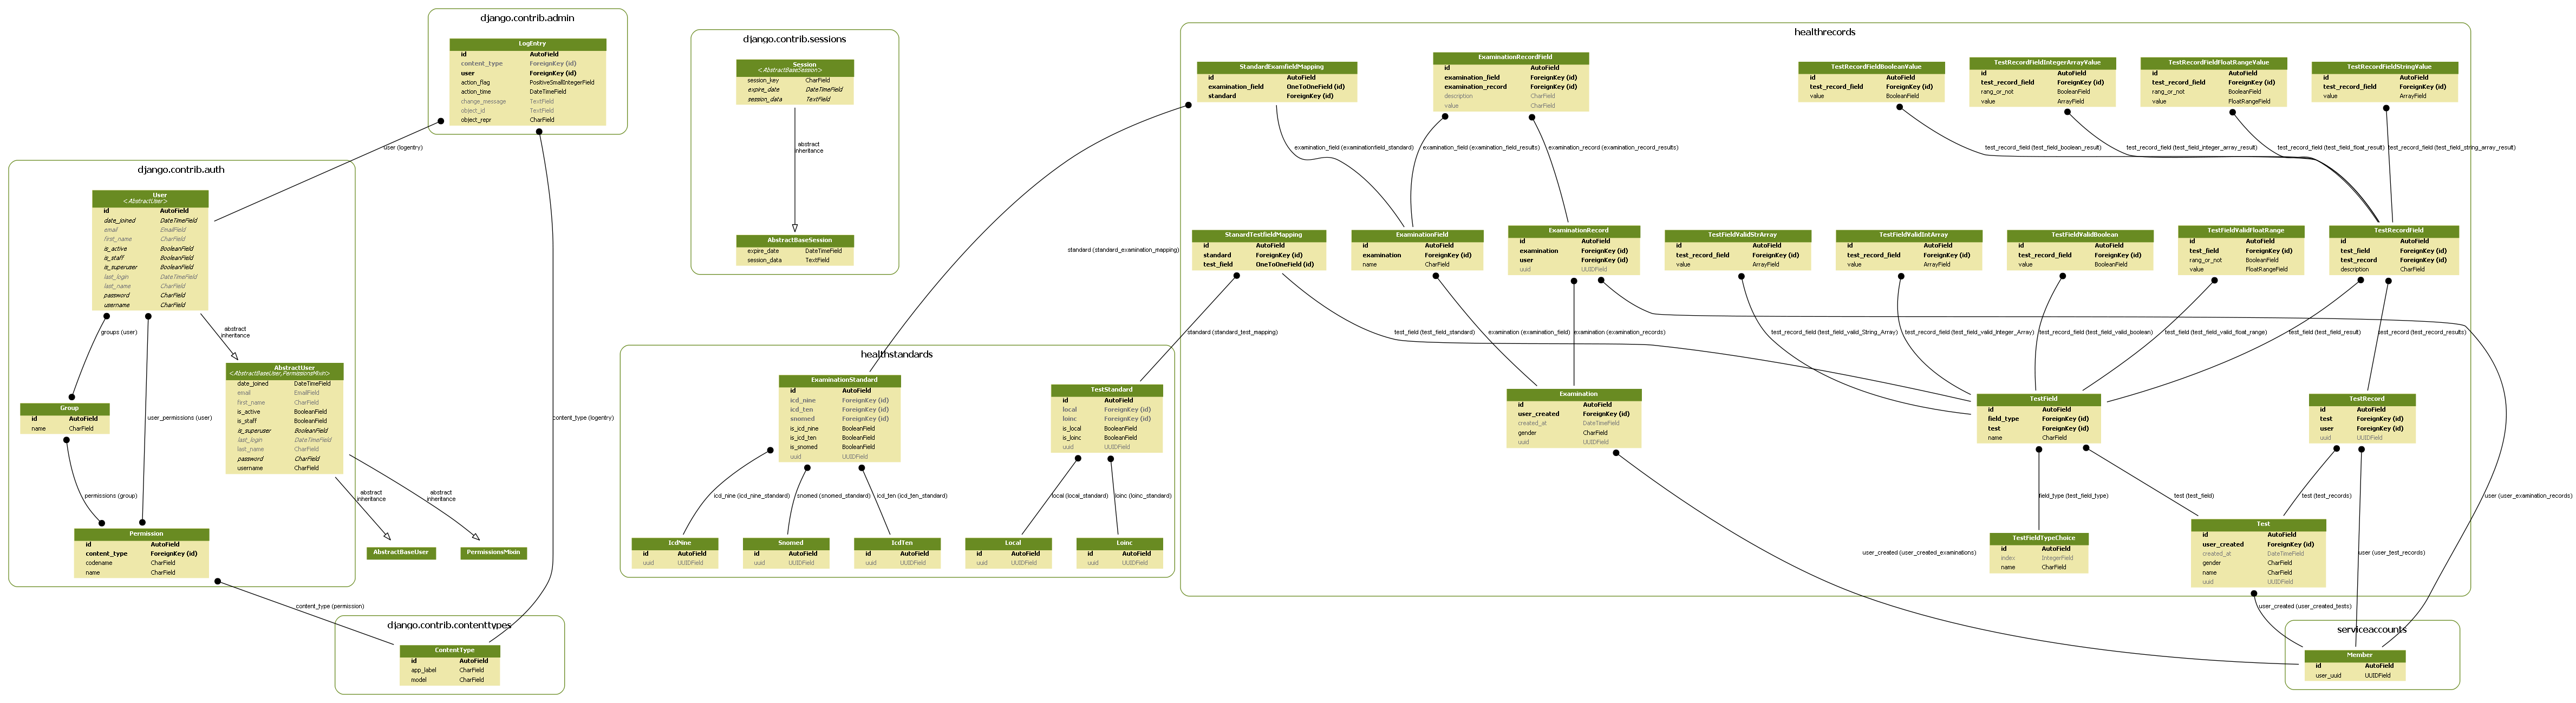 django.contrib.admin
LogEntry
id AutoField
content_type ForeignKey (id)
user ForeignKey (id)
action_flag PositiveSmallIntegerField
action_time DateTimeField
change_message TextField
object_id TextField
object_repr CharField
user (logentry)
content_type (logentry)
django.contrib.auth
User
<AbstractUser>
id AutoField
date_joined DateTimeField
email EmailField
first_name CharField
is_active BooleanField
is_staff BooleanField
is_superuser BooleanField
last_login DateTimeField
last_name CharField
password CharField
username CharField
groups (user)
user_permissions (user)
abstract
inheritance
AbstractUser
<AbstractBaseUser,PermissionsMixin>
date_joined DateTimeField
email EmailField
first_name CharField
is_active BooleanField
is_staff BooleanField
is_superuser BooleanField
last_login DateTimeField
last_name CharField
password CharField
username CharField
Group
id AutoField
name CharField
permissions (group)
abstract
inheritance
abstract
inheritance
Permission
id AutoField
content_type ForeignKey (id)
codename CharField
name CharField
AbstractBaseUser
PermissionsMixin
content_type (permission)
django.contrib.contenttypes
ContentType
id AutoField
app_label CharField
model CharField
django.contrib.sessions
Session
<AbstractBaseSession>
session_key CharField
expire_date DateTimeField
session_data TextField
abstract
inheritance
AbstractBaseSession
expire_date DateTimeField
session_data TextField
healthstandards
ExaminationStandard
id AutoField
icd_nine ForeignKey (id)
icd_ten ForeignKey (id)
snomed ForeignKey (id)
is_icd_nine BooleanField
is_icd_ten BooleanField
is_snomed BooleanField
uuid UUIDField
TestStandard
id AutoField
local ForeignKey (id)
loinc ForeignKey (id)
is_local BooleanField
is_loinc BooleanField
uuid UUIDField
icd_nine (icd_nine_standard)
snomed (snomed_standard)
icd_ten (icd_ten_standard)
local (local_standard)
loinc (loinc_standard)
IcdNine
id AutoField
uuid UUIDField
Snomed
id AutoField
uuid UUIDField
IcdTen
id AutoField
uuid UUIDField
Local
id AutoField
uuid UUIDField
Loinc
id AutoField
uuid UUIDField
healthrecords
StandardExamfieldMapping
id AutoField
examination_field OneToOneField (id)
standard ForeignKey (id)
ExaminationRecordField
id AutoField
examination_field ForeignKey (id)
examination_record ForeignKey (id)
description CharField
value CharField
TestRecordFieldBooleanValue
id AutoField
test_record_field ForeignKey (id)
value BooleanField
TestRecordFieldIntegerArrayValue
id AutoField
test_record_field ForeignKey (id)
rang_or_not BooleanField
value ArrayField
TestRecordFieldFloatRangeValue
id AutoField
test_record_field ForeignKey (id)
rang_or_not BooleanField
value FloatRangeField
TestRecordFieldStringValue
id AutoField
test_record_field ForeignKey (id)
value ArrayField
examination_field (examinationfield_standard)
examination_field (examination_field_results)
examination_record (examination_record_results)
test_record_field (test_field_boolean_result)
test_record_field (test_field_integer_array_result)
test_record_field (test_field_float_result)
test_record_field (test_field_string_array_result)
standard (standard_examination_mapping)
StanardTestfieldMapping
id AutoField
standard ForeignKey (id)
test_field OneToOneField (id)
ExaminationField
id AutoField
examination ForeignKey (id)
name CharField
ExaminationRecord
id AutoField
examination ForeignKey (id)
user ForeignKey (id)
uuid UUIDField
TestFieldValidStrArray
id AutoField
test_record_field ForeignKey (id)
value ArrayField
TestFieldValidIntArray
id AutoField
test_record_field ForeignKey (id)
value ArrayField
TestFieldValidBoolean
id AutoField
test_record_field ForeignKey (id)
value BooleanField
TestFieldValidFloatRange
id AutoField
test_field ForeignKey (id)
rang_or_not BooleanField
value FloatRangeField
TestRecordField
id AutoField
test_field ForeignKey (id)
test_record ForeignKey (id)
description CharField
standard (standard_test_mapping)
test_field (test_field_standard)
examination (examination_field)
examination (examination_records)
test_record_field (test_field_valid_String_Array)
test_record_field (test_field_valid_Integer_Array)
test_record_field (test_field_valid_boolean)
test_field (test_field_valid_float_range)
test_field (test_field_result)
test_record (test_record_results)
Examination
id AutoField
user_created ForeignKey (id)
created_at DateTimeField
gender CharField
uuid UUIDField
TestField
id AutoField
field_type ForeignKey (id)
test ForeignKey (id)
name CharField
TestRecord
id AutoField
test ForeignKey (id)
user ForeignKey (id)
uuid UUIDField
field_type (test_field_type)
test (test_field)
test (test_records)
user (user_examination_records)
user_created (user_created_examinations)
user (user_test_records)
TestFieldTypeChoice
id AutoField
index IntegerField
name CharField
Test
id AutoField
user_created ForeignKey (id)
created_at DateTimeField
gender CharField
name CharField
uuid UUIDField
user_created (user_created_tests)
serviceaccounts
Member
id AutoField
user_uuid UUIDField